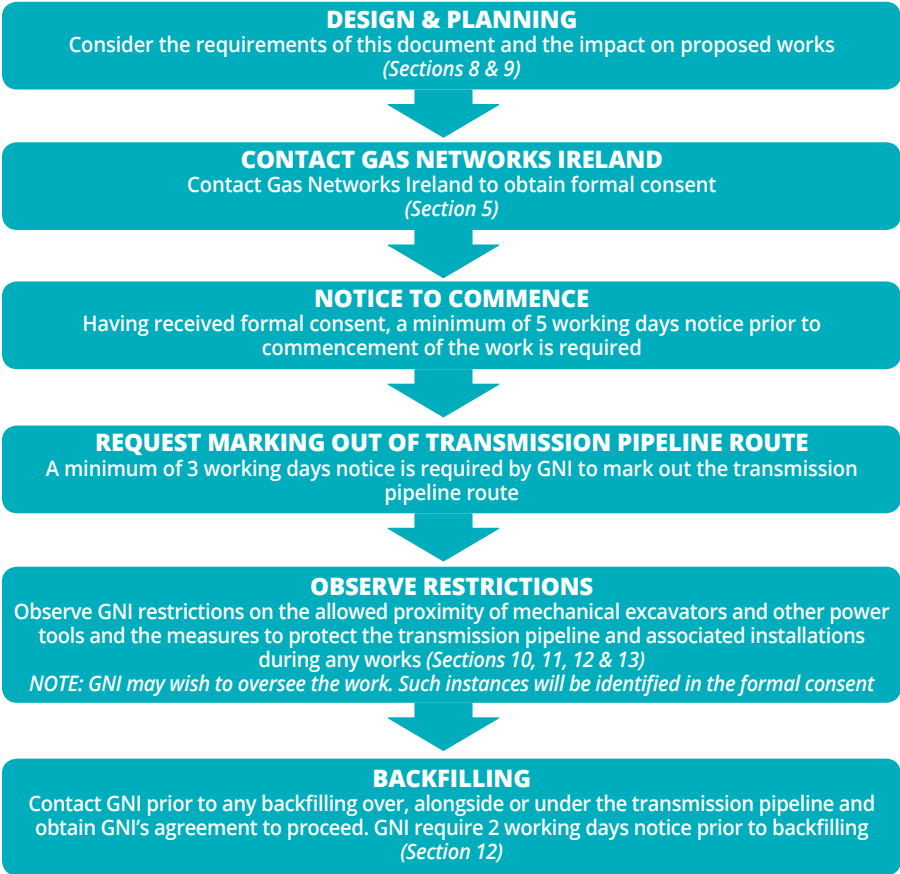 DESIGN & PLANNING
Consider the requirements of this document and the impact on proposed works
(Sections 8 & 9)
CONTACT GAS NETWORKS IRELAND
Contact Gas Networks Ireland to obtain formal consent
(Section 5)
NOTICE TO COMMENCE
Having received formal consent, a minimum of 5 working days notice prior to
commencement of the work is required
REQUEST MARKING OUT OF TRANSMISSION PIPELINE ROUTE
A minimum of 3 working days notice is required by GNI to mark out the transmission
pipeline route
OBSERVE RESTRICTIONS
Observe GNI restrictions on the allowed proximity of mechanical excavators and other power
tools and the measures to protect the transmission pipeline and associated installations
during any works (Sections 10, 11, 12 & 13)
NOTE: GNI may wish to oversee the work. Such instances will be identified in the formal consent
BACKFILLING
Contact GNI prior to any backfilling over, alongside or under the transmission pipeline and
obtain GNI's agreement to proceed. GNI require 2 working days notice prior to backfilling
(Section 12)